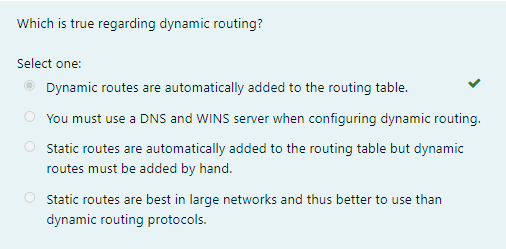 Which is true regarding dynamic routing?
Select one:
Dynamic routes are automatically added to the routing table.
You must use a DNS and WINS server when configuring dynamic routing.
Static routes are automatically added to the routing table but dynamic
routes must be added by hand.
Static routes are best in large networks and thus better to use than
dynamic routing protocols.